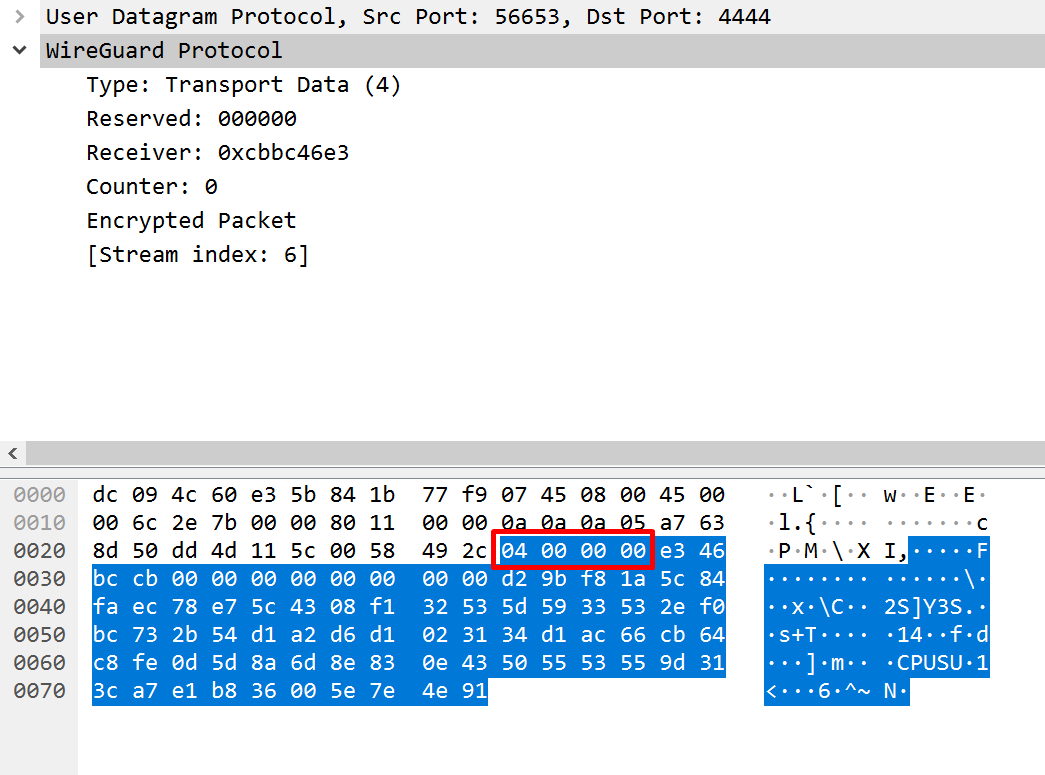 User Datagram Protocol, Src Port: 56653, Dst Port: 4444
WireGuard Protocol
Type: Transport Data (4)
Reserved: 000000
Receiver: 0xcbbc46e3
Counter: 0
Encrypted Packet
[Stream index: 6]
0000 dc 09 4c 60 e3 5b 84 1b 77 f9 07 45 08 00 45 00 ··L`·[·· w··E··E·
0010 00 6c 2e 7b 00 00 80 11 00 00 0a 0a 0a 05 a7 63 ·l.{···· ·······c
0020 8d 50 dd 4d 11 5c 00 58 49 2c 04 00 00 00 e3 46 ·P·M·\·X I,·····F
0030 bc cb 00 00 00 00 00 00 00 00 d2 9b f8 1a 5c 84 ········ ······\·
0040 fa ec 78 e7 5c 43 08 f1 32 53 5d 59 33 53 2e f0 ··x·\C·· 2S]Y3S.·
0050 bc 73 2b 54 d1 a2 d6 d1 02 31 34 d1 ac 66 cb 64 ·s+T···· ·14··f·d
0060 c8 fe 0d 5d 8a 6d 8e 83 0e 43 50 55 53 55 9d 31 ···]·m·· ·CPUSU·1
0070 3c a7 e1 b8 36 00 5e 7e 4e 91 <···6·^~ N·